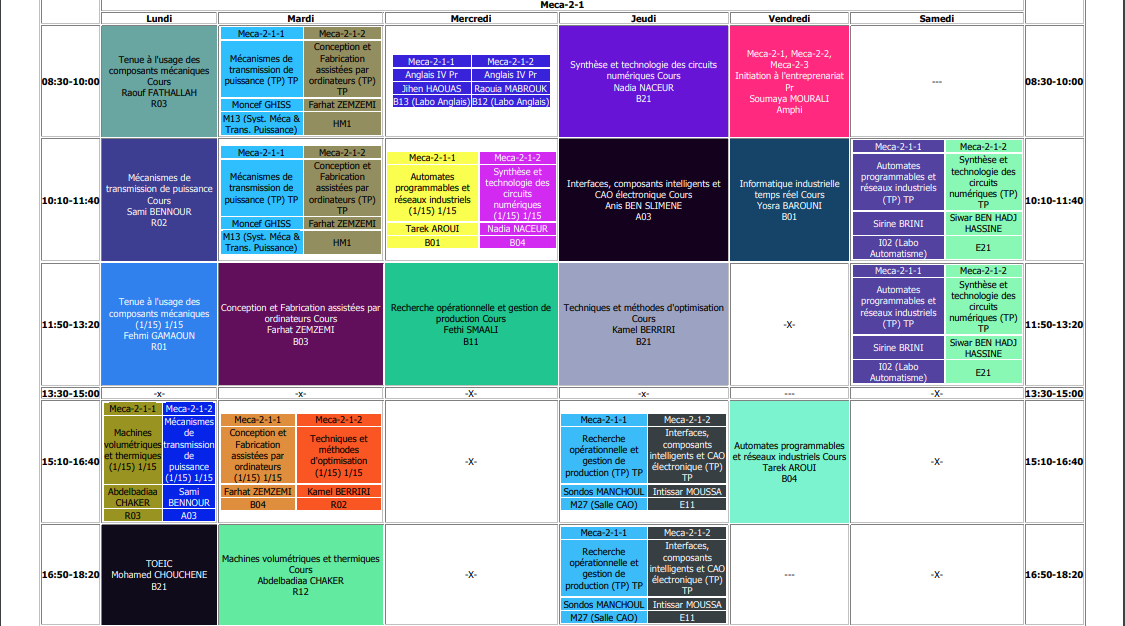 Meca-2-1
Lundi
Mardi
Mercredi
Jeudi
Vendredi
Samedi
08:30-10:00
Tenue à l'usage des
composants mécaniques
Cours
Raouf FATHALLAH
R03
Meca-2-1-1
Mécanismes de
transmission de
puissance (TP) TP
Moncef GHISS
M13 (Syst. Méca &
Trans. Puissance)
Meca-2-1-2
Conception et
Fabrication
assistées par
ordinateurs (TP)
TP
Farhat ZEMZEMI
HM1
Meca-2-1-1
Anglais IV Pr
Jihen HAOUAS
B13 (Labo Anglais)
Meca-2-1-2
Anglais IV Pr
Raouia MABROUK
B12 (Labo Anglais)
Synthèse et technologie des circuits
numériques Cours
Nadia NACEUR
B21
Meca-2-1, Meca-2-2,
Meca-2-3
Initiation à l'entreprenariat
Pr
Soumaya MOURALI
Amphi
---
08:30-10:00
10:10-11:40
Mécanismes de
transmission de puissance
Cours
Sami BENNOUR
R02
Meca-2-1-1
Mécanismes de
transmission de
puissance (TP) TP
Moncef GHISS
M13 (Syst. Méca &
Trans. Puissance)
Meca-2-1-2
Conception et
Fabrication
assistées par
ordinateurs (TP)
TP
Farhat ZEMZEMI
HM1
Meca-2-1-1
Automates
programmables et
réseaux industriels
(1/15) 1/15
Tarek AROUI
B01
Meca-2-1-2
Synthèse et
technologie des
circuits
numériques
(1/15) 1/15
Nadia NACEUR
B04
Interfaces, composants intelligents et
CAO électronique Cours
Anis BEN SLIMENE
A03
Informatique industrielle
temps réel Cours
Yosra BAROUNI
B01
Meca-2-1-1
Automates
programmables et
réseaux industriels
(TP) TP
Sirine BRINI
I02 (Labo
Automatisme)
Meca-2-1-2
Synthèse et
technologie des
circuits
numériques (TP)
TP
Siwar BEN HADJ
HASSINE
E21
10:10-11:40
11:50-13:20
Tenue à l'usage des
composants mécaniques
(1/15) 1/15
Fehmi GAMAOUN
R01
Conception et Fabrication assistées par
ordinateurs Cours
Farhat ZEMZEMI
B03
Recherche opérationnelle et gestion de
production Cours
Fethi SMAALI
B11
Techniques et méthodes d'optimisation
Cours
Kamel BERRIRI
B21
-X-
Meca-2-1-1
Automates
programmables et
réseaux industriels
(TP) TP
Sirine BRINI
I02 (Labo
Automatisme)
Meca-2-1-2
Synthèse et
technologie des
circuits
numériques (TP)
TP
Siwar BEN HADJ
HASSINE
E21
11:50-13:20
13:30-15:00
-x-
-x-
-X-
-x-
---
-X-
13:30-15:00
15:10-16:40
Meca-2-1-1
Machines
volumétriques
et thermiques
(1/15) 1/15
Abdelbadiaa
CHAKER
R03
Meca-2-1-2
Mécanismes
de
transmission
de
puissance
(1/15) 1/15
Sami
BENNOUR
A03
Meca-2-1-1
Conception et
Fabrication
assistées par
ordinateurs
(1/15) 1/15
Farhat ZEMZEMI
B04
Meca-2-1-2
Techniques et
méthodes
d'optimisation
(1/15) 1/15
Kamel BERRIRI
R02
-X-
Meca-2-1-1
Recherche
opérationnelle et
gestion de
production (TP) TP
Sondos MANCHOUL
M27 (Salle CAO)
Meca-2-1-2
Interfaces,
composants
intelligents et CAO
électronique (TP)
TP
Intissar MOUSSA
E11
Automates programmables
et réseaux industriels Cours
Tarek AROUI
B04
-X-
15:10-16:40
16:50-18:20
TOEIC
Mohamed CHOUCHENE
B21
Machines volumétriques et thermiques
Cours
Abdelbadiaa CHAKER
R12
-X-
Meca-2-1-1
Recherche
opérationnelle et
gestion de
production (TP) TP
Sondos MANCHOUL
M27 (Salle CAO)
Meca-2-1-2
Interfaces,
composants
intelligents et CAO
électronique (TP)
TP
Intissar MOUSSA
E11
---
-X-
16:50-18:20